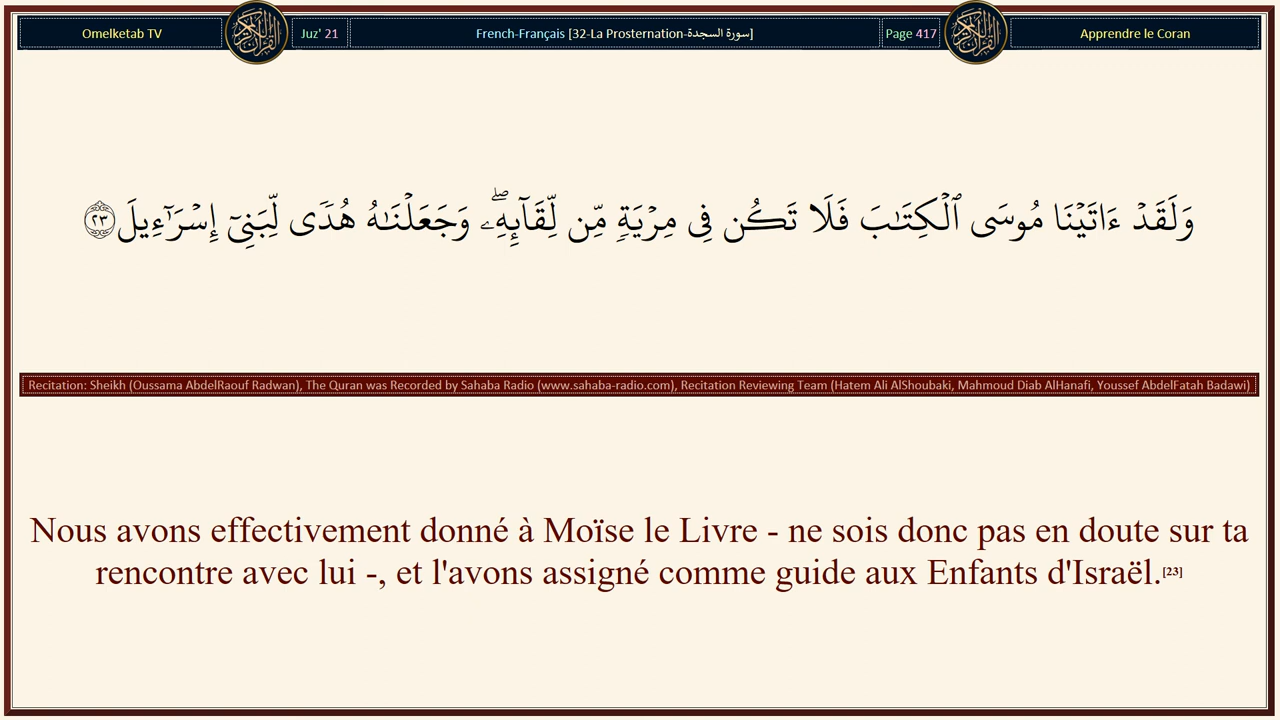 Omelketab TV
Juz' 21
French-Français [32-La Prosternation-سورة السجدة]
Page 417
Apprendre le Coran
وَلَقَدۡ ءَاتَيۡنَا مُوسَى ٱلۡكِتَٰبَ فَلَا تَكُن فِي مِرۡيَةٖ مِّن لِّقَآئِهِۦۖ وَجَعَلۡنَٰهُ هُدٗى لِّبَنِيٓ إِسۡرَٰٓءِيلَ ٢٣
Recitation: Sheikh (Oussama AbdelRaouf Radwan), The Quran was Recorded by Sahaba Radio (www.sahaba-radio.com), Recitation Reviewing Team (Hatem Ali AlShoubaki, Mahmoud Diab AlHanafi, Youssef AbdelFatah Badawi)
Nous avons effectivement donné à Moïse le Livre - ne sois donc pas en doute sur ta
rencontre avec lui -, et l'avons assigné comme guide aux Enfants d'Israël.[23]